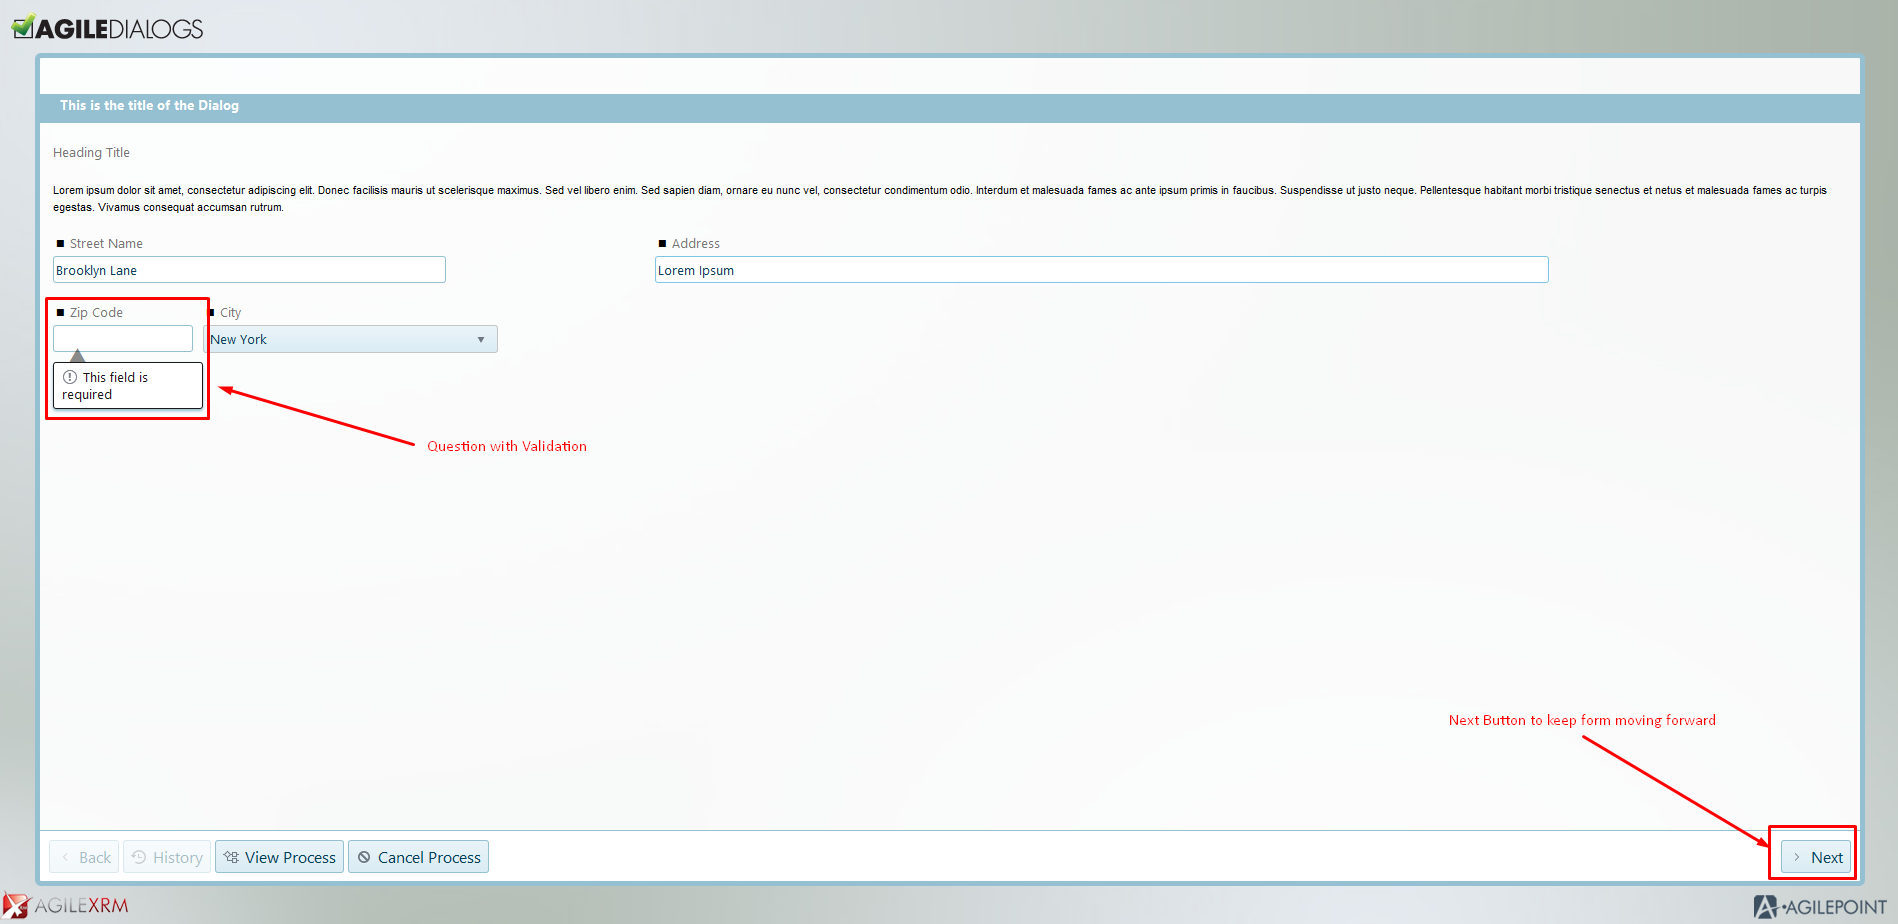 AGILEDIALOGS
This is the title of the Dialog
Heading Title
Lorem ipsum dolor sit amet, consectetur adipiscing elit. Donec facilisis mauris ut scelerisque maximus. Sed vel libero enim. Sed sapien diam, ornare eu nunc vel, consectetur condimentum odio. Interdum et malesuada fames ac ante ipsum primis in faucibus. Suspendisse ut justo neque. Pellentesque habitant morbi tristique senectus et netus et malesuada fames ac turpis
egestas. Vivamus consequat accumsan rutrum.
Street Name
Address
Brooklyn Lane
Lorem Ipsum
Zip Code
City
New York
This field is
required
Question with Validation
Next Button to keep form moving forward
Back
History
View Process
Cancel Process
Next
AGILEXRM
AGILEPOINT